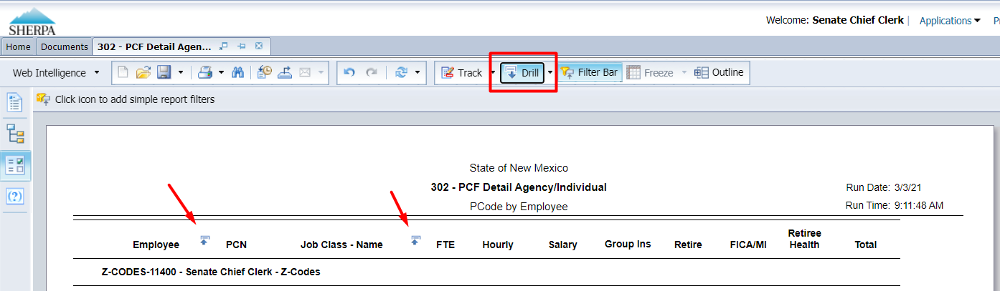 SHERPA
Welcome: Senate Chief Clerk | Applications
Home Documents 302 - PCF Detail Agen...
Web Intelligence Track Drill Filter Bar Freeze Outline
Click icon to add simple report filters
State of New Mexico
302 - PCF Detail Agency/Individual
Run Date: 3/3/21
PCode by Employee
Run Time: 9:11:48 AM
Employee PCN Job Class - Name FTE Hourly Salary Group Ins Retire FICA/MI Retiree Health Total
Z-CODES-11400 - Senate Chief Clerk - Z-Codes